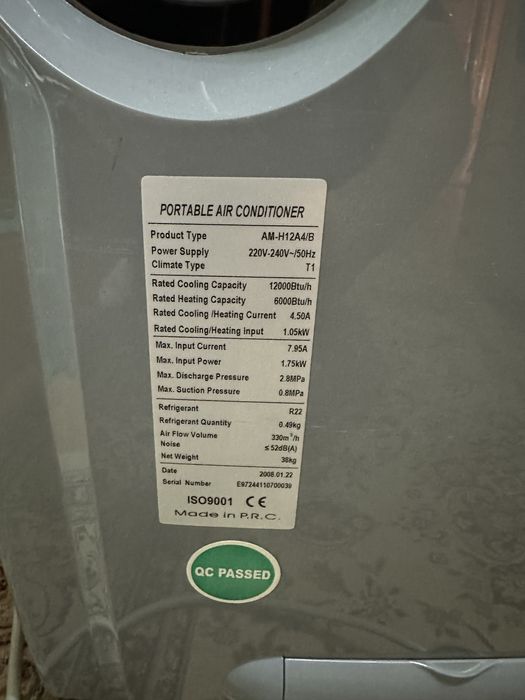 PORTABLE AIR CONDITIONER
Product Type AM-H12A4/B
Power Supply 220V-240V~/50Hz
Climate Type T1
Rated Cooling Capacity 12000Btu/h
Rated Heating Capacity 6000Btu/h
Rated Cooling /Heating Current 4.50A
Rated Cooling/Heating Input 1.05kW
Max. Input Current 7.95A
Max. Input Power 1.75kW
Max. Discharge Pressure 2.8MPa
Max. Suction Pressure 0.8MPa
Refrigerant R22
Refrigerant Quantity 0.49kg
Air Flow Volume 330m³/h
Noise ≤52dB(A)
Net Weight 38kg
Date 2008.01.22
Serial Number E97244110700039
ISO9001 CE
Made in P.R.C.
QC PASSED